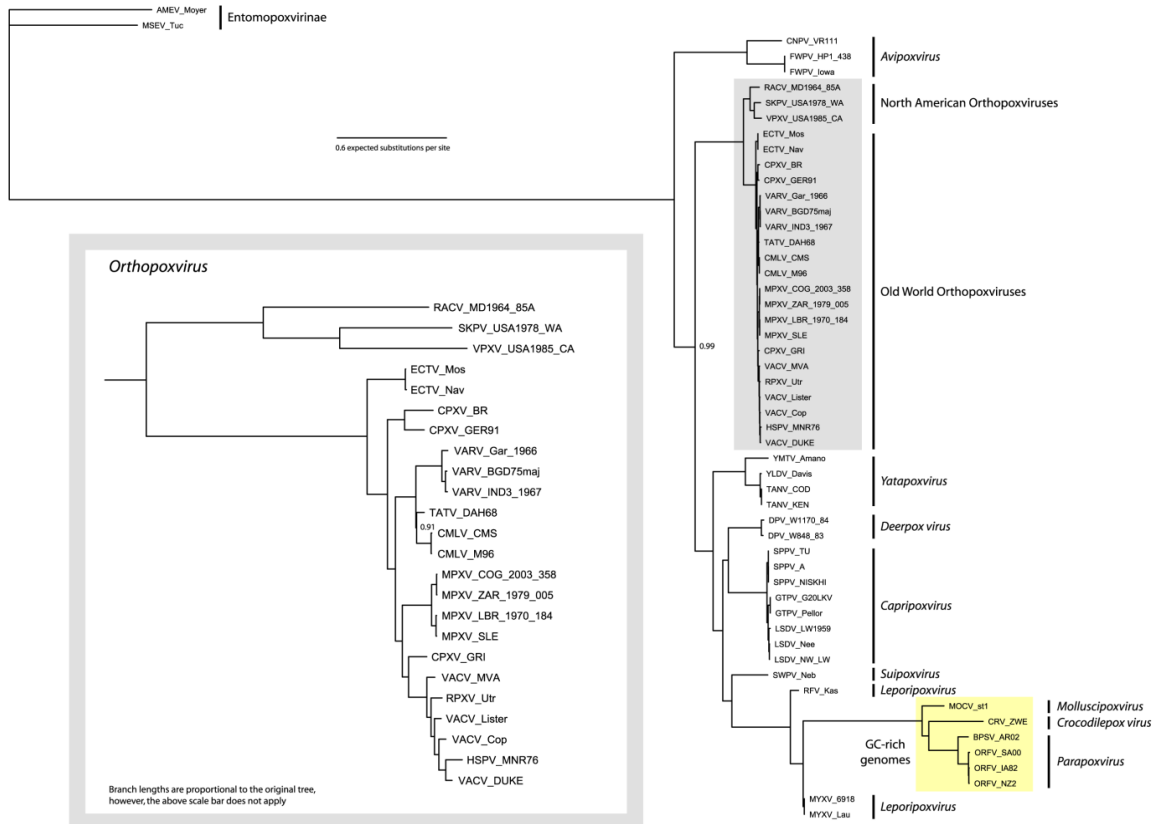 AMEV_Moyer
MSEV_Tuc
Entomopoxvirinae
0.6 expected substitutions per site
CNPV_VR111
FWPV_HP1_438
FWPV_Iowa
Avipoxvirus
RACV_MD1964_85A
SKPV_USA1978_WA
VPXV_USA1985_CA
North American Orthopoxviruses
ECTV_Mos
ECTV_Nav
CPXV_BR
CPXV_GER91
VARV_Gar_1966
VARV_BGD75maj
VARV_IND3_1967
TATV_DAH68
CMLV_CMS
CMLV_M96
MPXV_COG_2003_358
MPXV_ZAR_1979_005
MPXV_LBR_1970_184
MPXV_SLE
CPXV_GRI
VACV_MVA
RPXV_Utr
VACV_Lister
VACV_Cop
HSPV_MNR76
VACV_DUKE
Old World Orthopoxviruses
0.99
YMTV_Amano
YLDV_Davis
TANV_COD
TANV_KEN
Yatapoxvirus
DPV_W1170_84
DPV_W848_83
Deerpox virus
SPPV_TU
SPPV_A
SPPV_NISKHI
GTPV_G20LKV
GTPV_Pellor
LSDV_LW1959
LSDV_Nee
LSDV_NW_LW
Capripoxvirus
SWPV_Neb
Suipoxvirus
RFV_Kas
Leporipoxvirus
MOCV_st1
Molluscipoxvirus
CRV_ZWE
Crocodilepox virus
BPSV_AR02
ORFV_SA00
ORFV_IA82
ORFV_NZ2
Parapoxvirus
GC-rich
genomes
MYXV_6918
MYXV_Lau
Leporipoxvirus
Orthopoxvirus
RACV_MD1964_85A
SKPV_USA1978_WA
VPXV_USA1985_CA
ECTV_Mos
ECTV_Nav
CPXV_BR
CPXV_GER91
VARV_Gar_1966
VARV_BGD75maj
VARV_IND3_1967
TATV_DAH68
0.91
CMLV_CMS
CMLV_M96
MPXV_COG_2003_358
MPXV_ZAR_1979_005
MPXV_LBR_1970_184
MPXV_SLE
CPXV_GRI
VACV_MVA
RPXV_Utr
VACV_Lister
VACV_Cop
HSPV_MNR76
VACV_DUKE
Branch lengths are proportional to the original tree,
however, the above scale bar does not apply